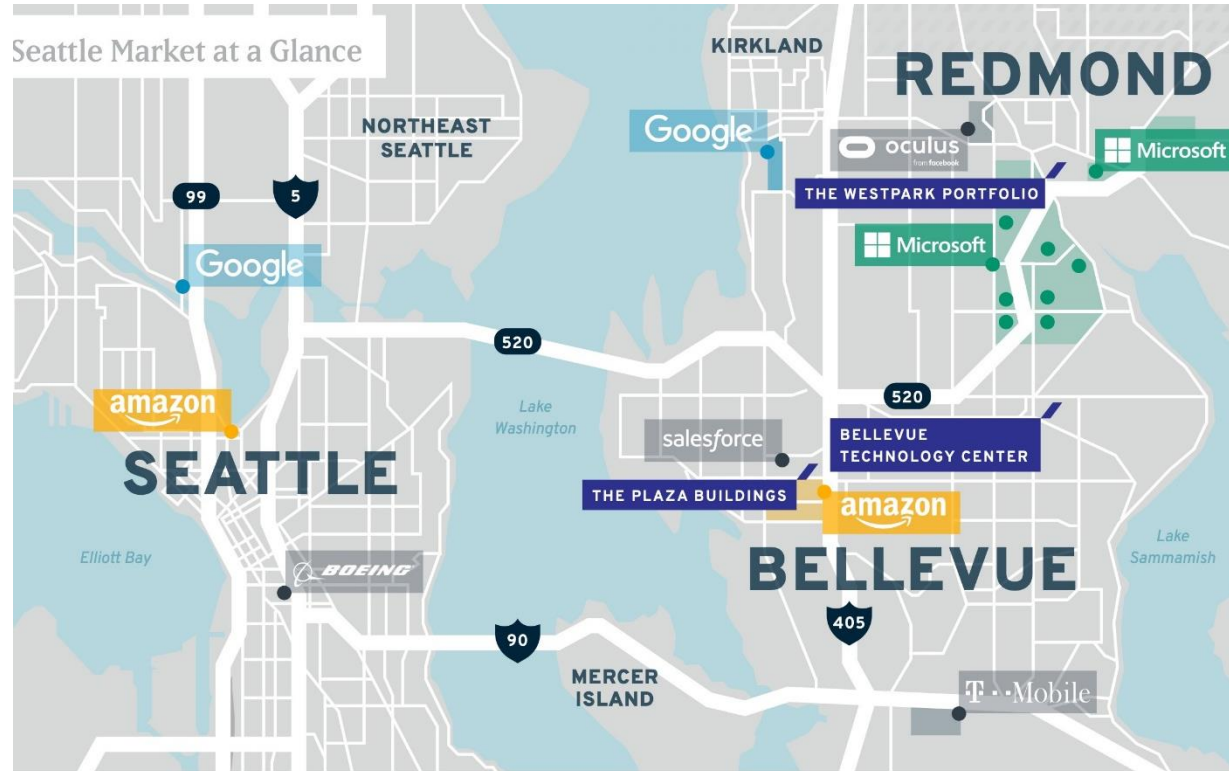 Seattle Market at a Glance
KIRKLAND
REDMOND
NORTHEAST
SEATTLE
Google
oculus
from facebook
Microsoft
THE WESTPARK PORTFOLIO
99
5
Google
Microsoft
520
520
amazon
Lake
Washington
salesforce
BELLEVUE
TECHNOLOGY CENTER
SEATTLE
THE PLAZA BUILDINGS
amazon
Elliott Bay
Lake
Sammamish
BOEING
BELLEVUE
90
405
MERCER
ISLAND
T··Mobile